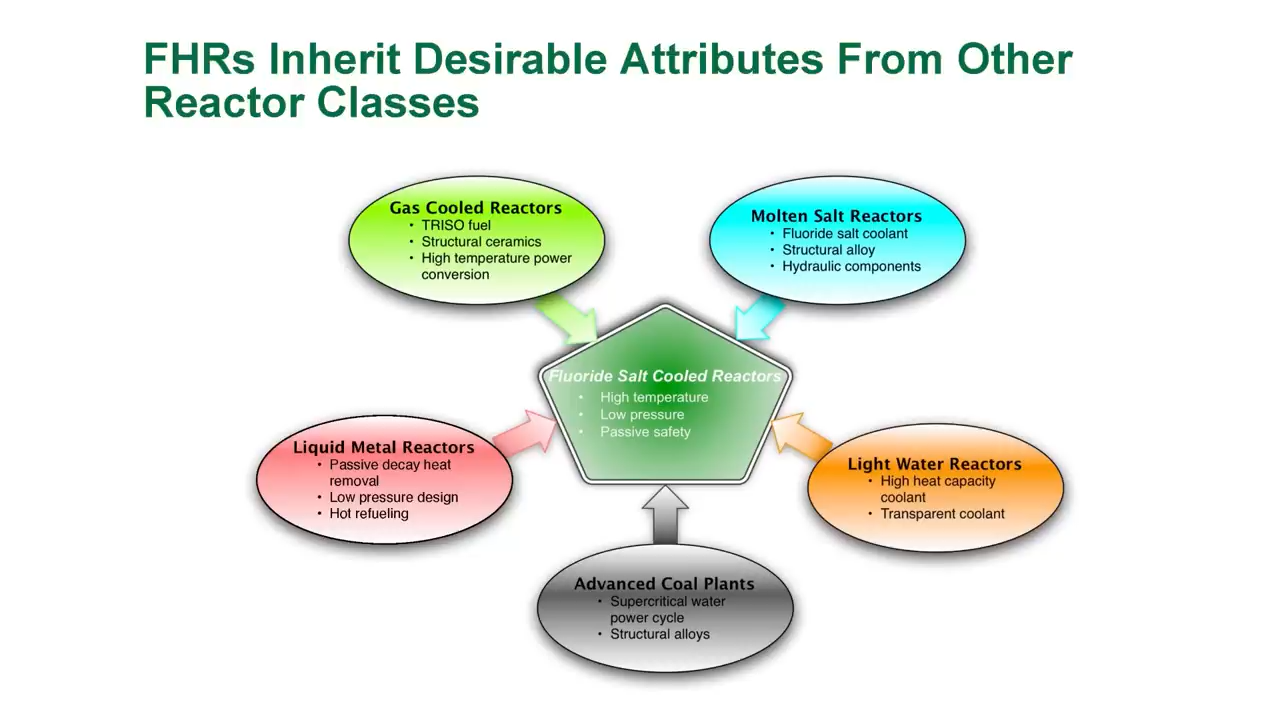 FHRs Inherit Desirable Attributes From Other
Reactor Classes
Gas Cooled Reactors
• TRISO fuel
• Structural ceramics
• High temperature power
conversion
Molten Salt Reactors
• Fluoride salt coolant
• Structural alloy
• Hydraulic components
Fluoride Salt Cooled Reactors
• High temperature
• Low pressure
• Passive safety
Liquid Metal Reactors
• Passive decay heat
removal
• Low pressure design
• Hot refueling
Light Water Reactors
• High heat capacity
coolant
• Transparent coolant
Advanced Coal Plants
• Supercritical water
power cycle
• Structural alloys